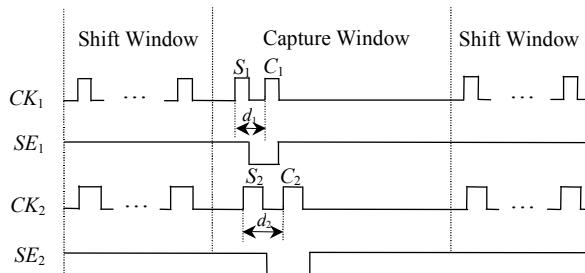 Shift Window Capture Window Shift Window
S1 C1
CK1 ... ...
d1
SE1
S2 C2
CK2 ... ...
d2
SE2